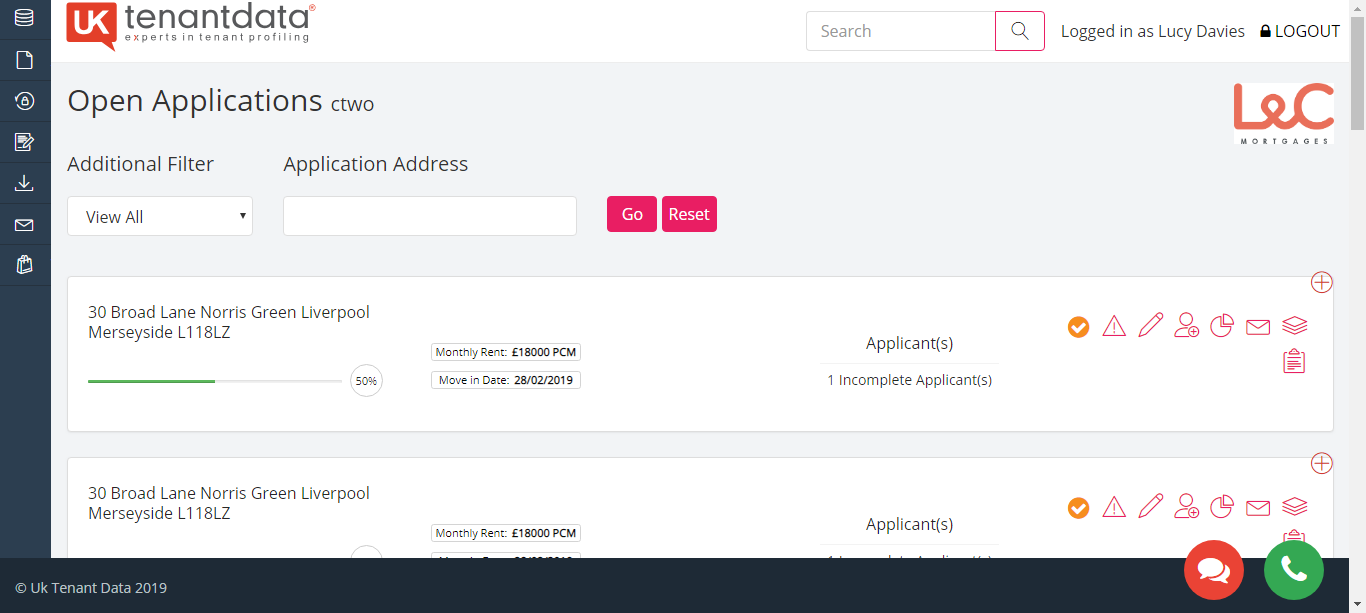 UK tenantdata®
experts in tenant profiling
Search
Logged in as Lucy Davies
LOGOUT
Open Applications ctwo
L&C
MORTGAGES
Additional Filter
Application Address
View All
Go
Reset
30 Broad Lane Norris Green Liverpool
Merseyside L118LZ
50%
Monthly Rent: £18000 PCM
Move in Date: 28/02/2019
Applicant(s)
1 Incomplete Applicant(s)
30 Broad Lane Norris Green Liverpool
Merseyside L118LZ
Monthly Rent: £18000 PCM
Applicant(s)
© Uk Tenant Data 2019